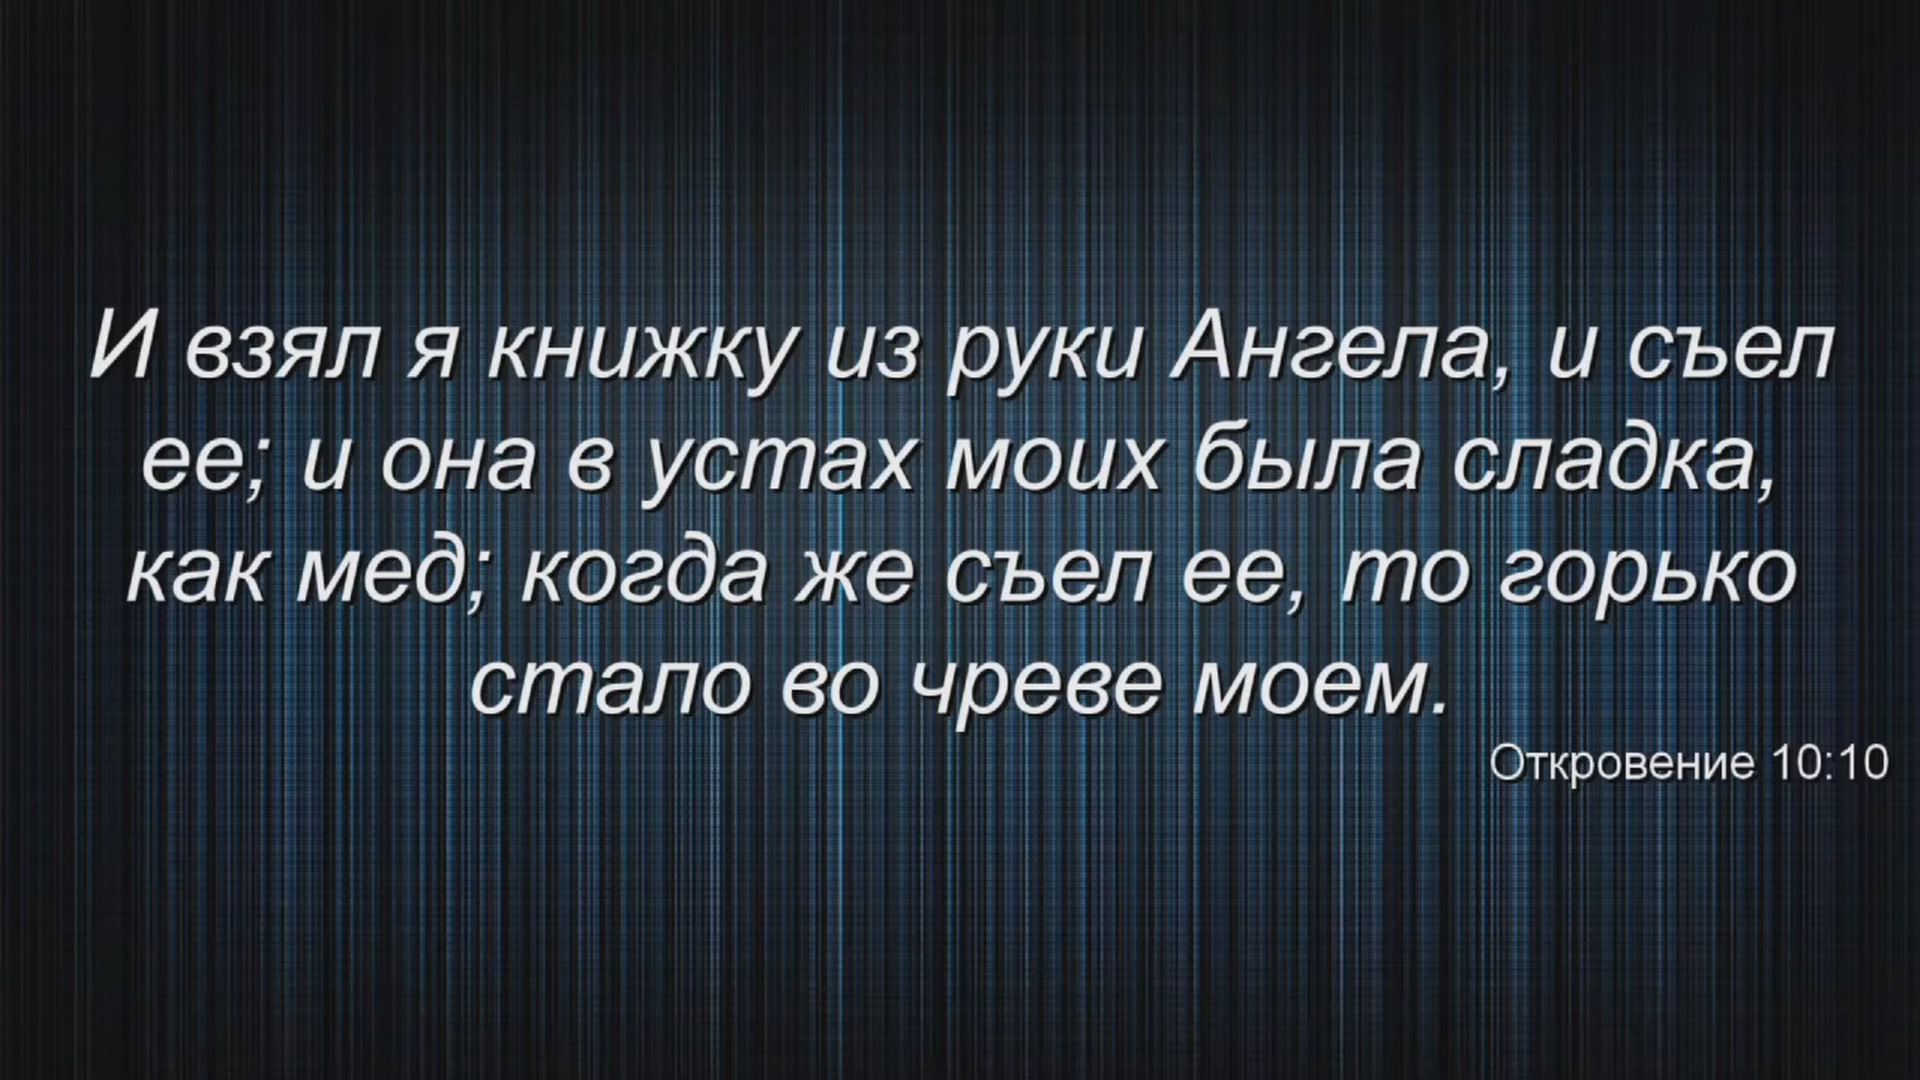 И взял я книжку из руки Ангела, и съел
ее; и она в устах моих была сладка,
как мед; когда же съел ее, то горько
стало во чреве моем.
Откровение 10:10